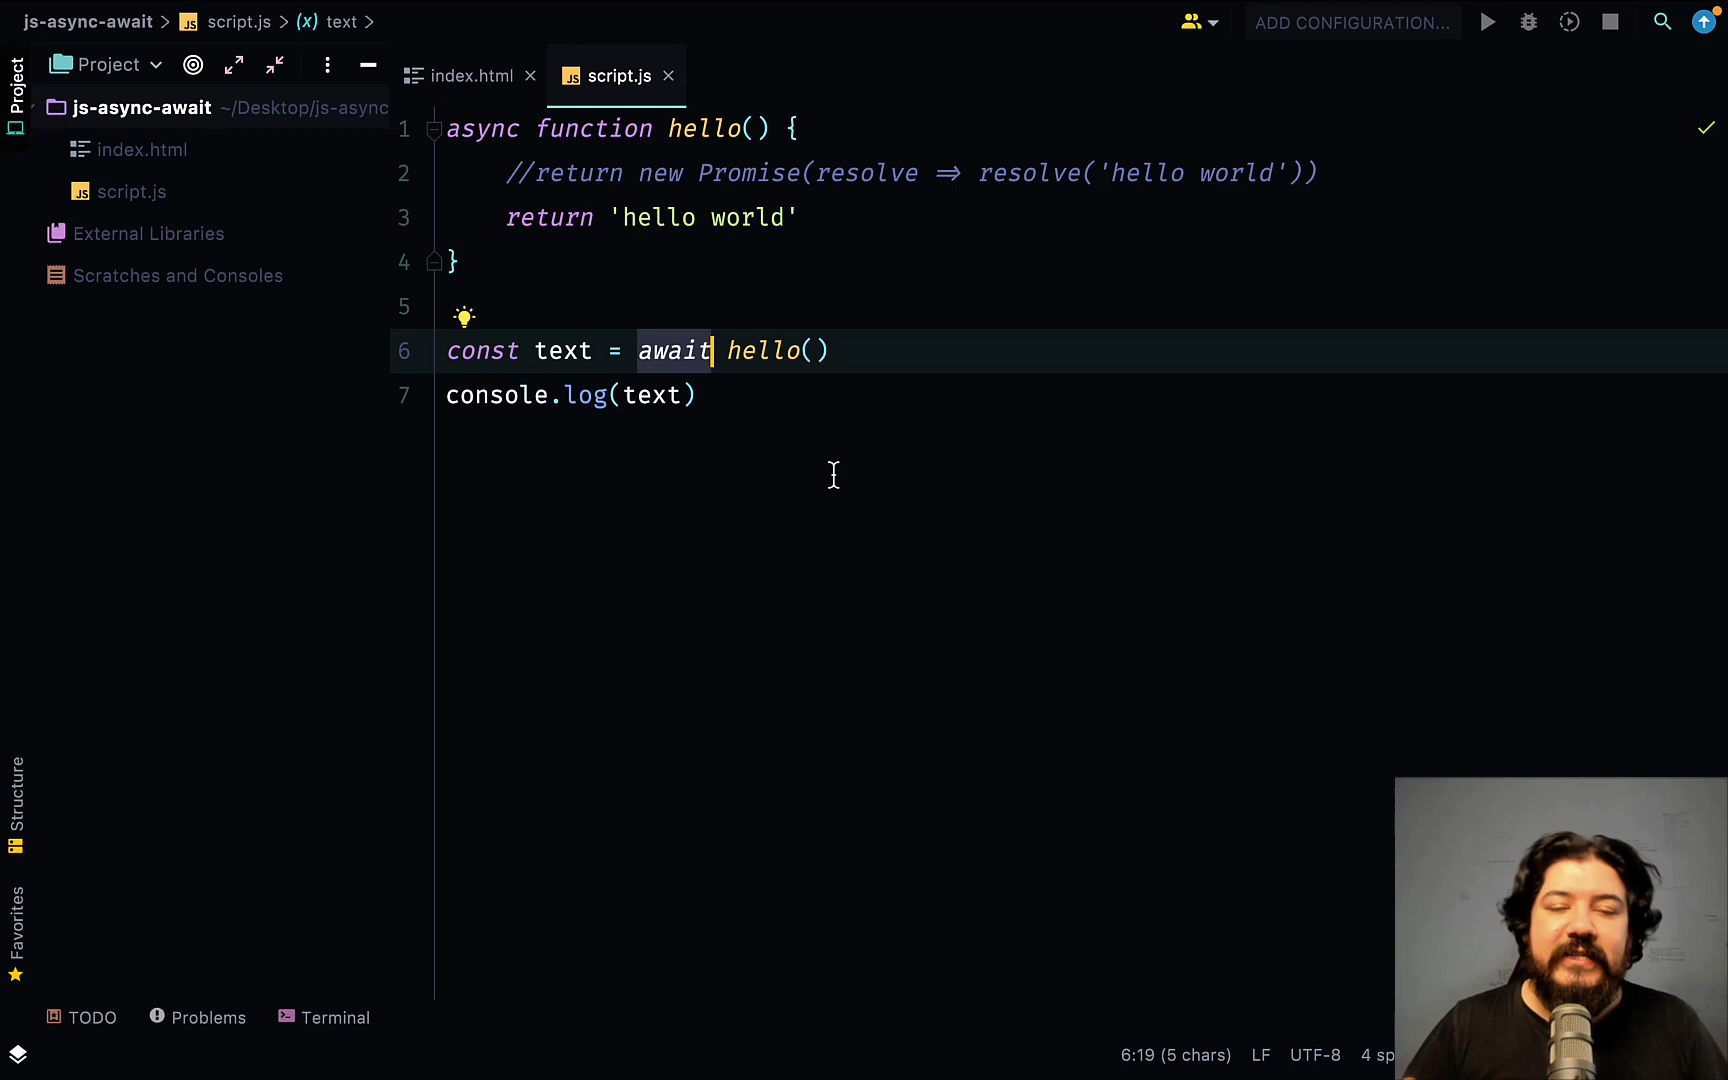 js-async-await > JS script.js > (x) text >
ADD CONFIGURATION...
Project
Project
index.html
JS script.js
js-async-await ~/Desktop/js-async
index.html
JS script.js
External Libraries
Scratches and Consoles
1 async function hello() {
2 //return new Promise(resolve => resolve('hello world'))
3 return 'hello world'
4 }
5
6 const text = await hello()
7 console.log(text)
Structure
Favorites
TODO
Problems
Terminal
6:19 (5 chars) LF UTF-8 4 sp